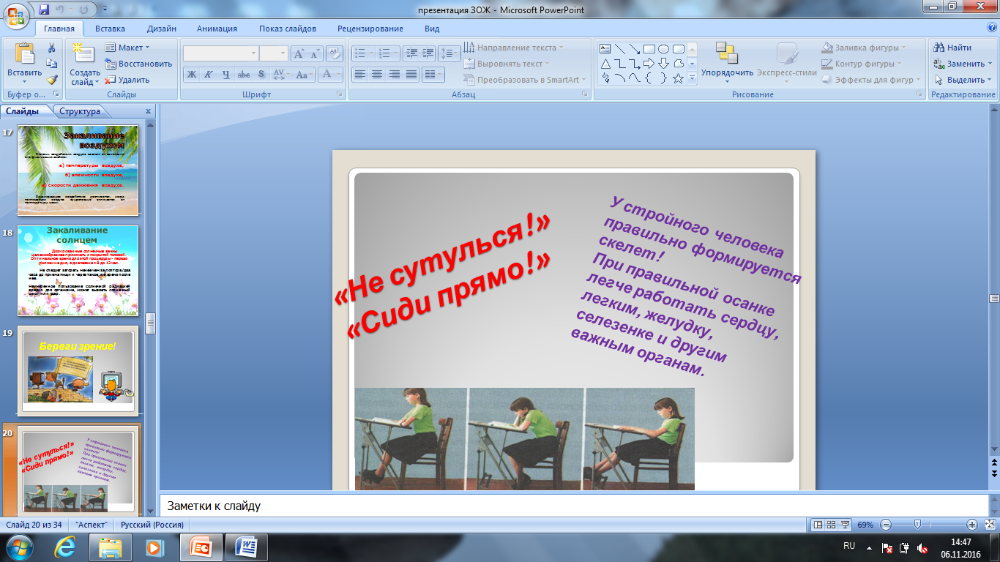 презентация ЗОЖ - Microsoft PowerPoint
Главная
Вставка
Дизайн
Анимация
Показ слайдов
Рецензирование
Вид
Вставить
Создать слайд
Макет
Восстановить
Удалить
Ж К Ч abc S AV Aa A
Направление текста
Выровнять текст
Преобразовать в SmartArt
Упорядочить
Экспресс-стили
Заливка фигуры
Контур фигуры
Эффекты для фигур
Найти
Заменить
Выделить
Буфер о...
Слайды
Шрифт
Абзац
Рисование
Редактирование
Слайды
Структура
17
Закаливание
воздухом
а) температуры воздуха,
б) влажности воздуха,
в) скорости движения воздуха.
18
Закаливание
солнцем
19
Береги зрение!
20
«Не сутулься!»
«Сиди прямо!»
У стройного человека
правильно формируется
скелет!
При правильной осанке
легче работать сердцу,
легким, желудку,
селезенке и другим
важным органам.
«Не сутулься!»
«Сиди прямо!»
У стройного человека
правильно формируется
скелет!
При правильной осанке
легче работать сердцу,
легким, желудку,
селезенке и другим
важным органам.
Заметки к слайду
Слайд 20 из 34
"Аспект"
Русский (Россия)
69%
RU
14:47
06.11.2016